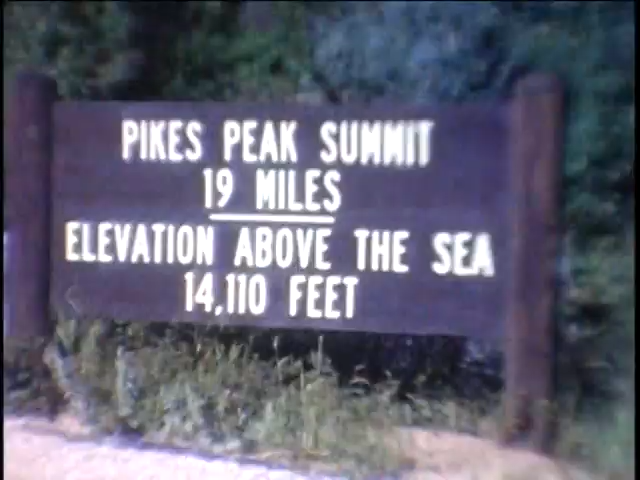 PIKES PEAK SUMMIT
19 MILES
ELEVATION ABOVE THE SEA
14,110 FEET